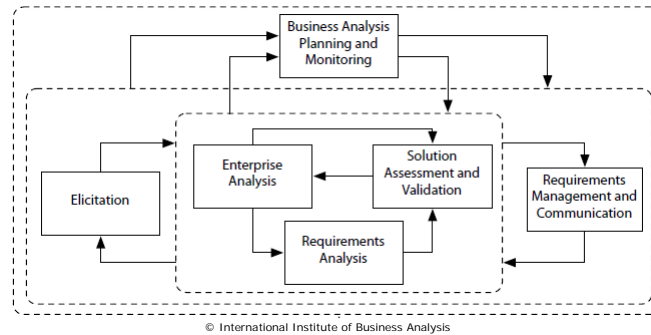 Business Analysis
Planning and
Monitoring
Enterprise
Analysis
Solution
Assessment and
Validation
Elicitation
Requirements
Management and
Communication
Requirements
Analysis
© International Institute of Business Analysis